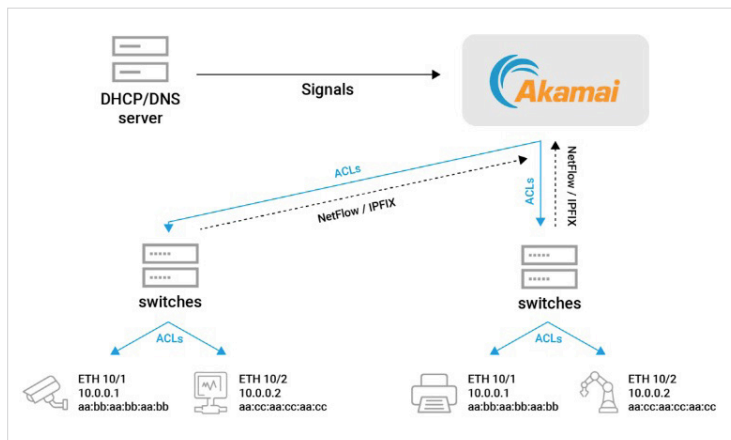 DHCP/DNS
server
Signals
Akamai
ACLs
NetFlow / IPFIX
ACLs
NetFlow / IPFIX
switches
switches
ACLs
ACLs
ETH 10/1
10.0.0.1
aa:bb:aa:bb:aa:bb
ETH 10/2
10.0.0.2
aa:cc:aa:cc:aa:cc
ETH 10/1
10.0.0.1
aa:bb:aa:bb:aa:bb
ETH 10/2
10.0.0.2
aa:cc:aa:cc:aa:cc